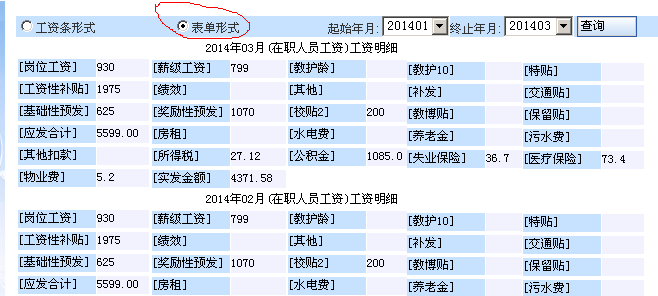 工资条形式 表单形式 起始年月: 201401 终止年月: 201403 查询
2014年03月(在职人员工资)工资明细
[岗位工资] 930 [薪级工资] 799 [教护龄] [教护10] [特贴]
[工资性补贴] 1975 [绩效] [其他] [补发] [交通贴]
[基础性预发] 625 [奖励性预发] 1070 [校贴2] 200 [教博贴] [保留贴]
[应发合计] 5599.00 [房租] [水电费] [养老金] [污水费]
[其他扣款] [所得税] 27.12 [公积金] 1085.0 [失业保险] 36.7 [医疗保险] 73.4
[物业费] 5.2 [实发金额] 4371.58
2014年02月(在职人员工资)工资明细
[岗位工资] 930 [薪级工资] 799 [教护龄] [教护10] [特贴]
[工资性补贴] 1975 [绩效] [其他] [补发] [交通贴]
[基础性预发] 625 [奖励性预发] 1070 [校贴2] 200 [教博贴] [保留贴]
[应发合计] 5599.00 [房租] [水电费] [养老金] [污水费]